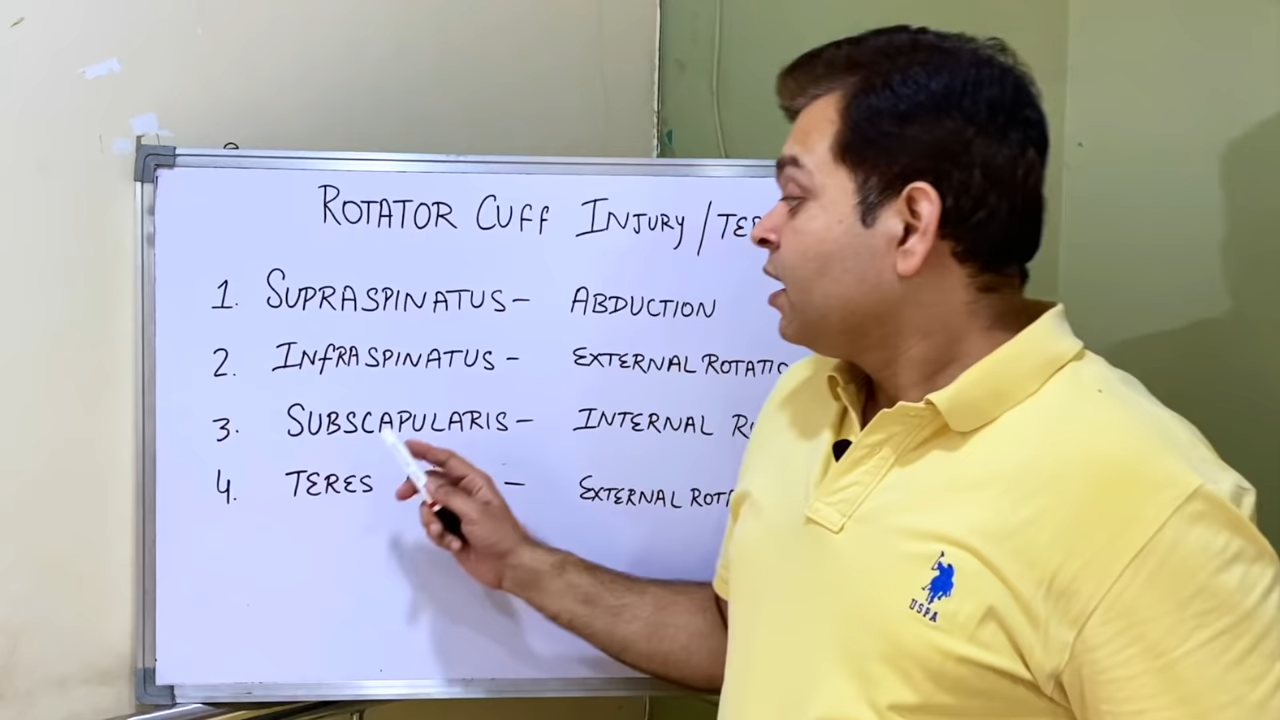 ROTATOR CUFF INJURY / TE
1. SUPRASPINATUS - ABDUCTION
2. INFRASPINATUS - EXTERNAL ROTATIO
3. SUBSCAPULARIS - INTERNAL R
4. TERES - EXTERNAL ROT
USPA